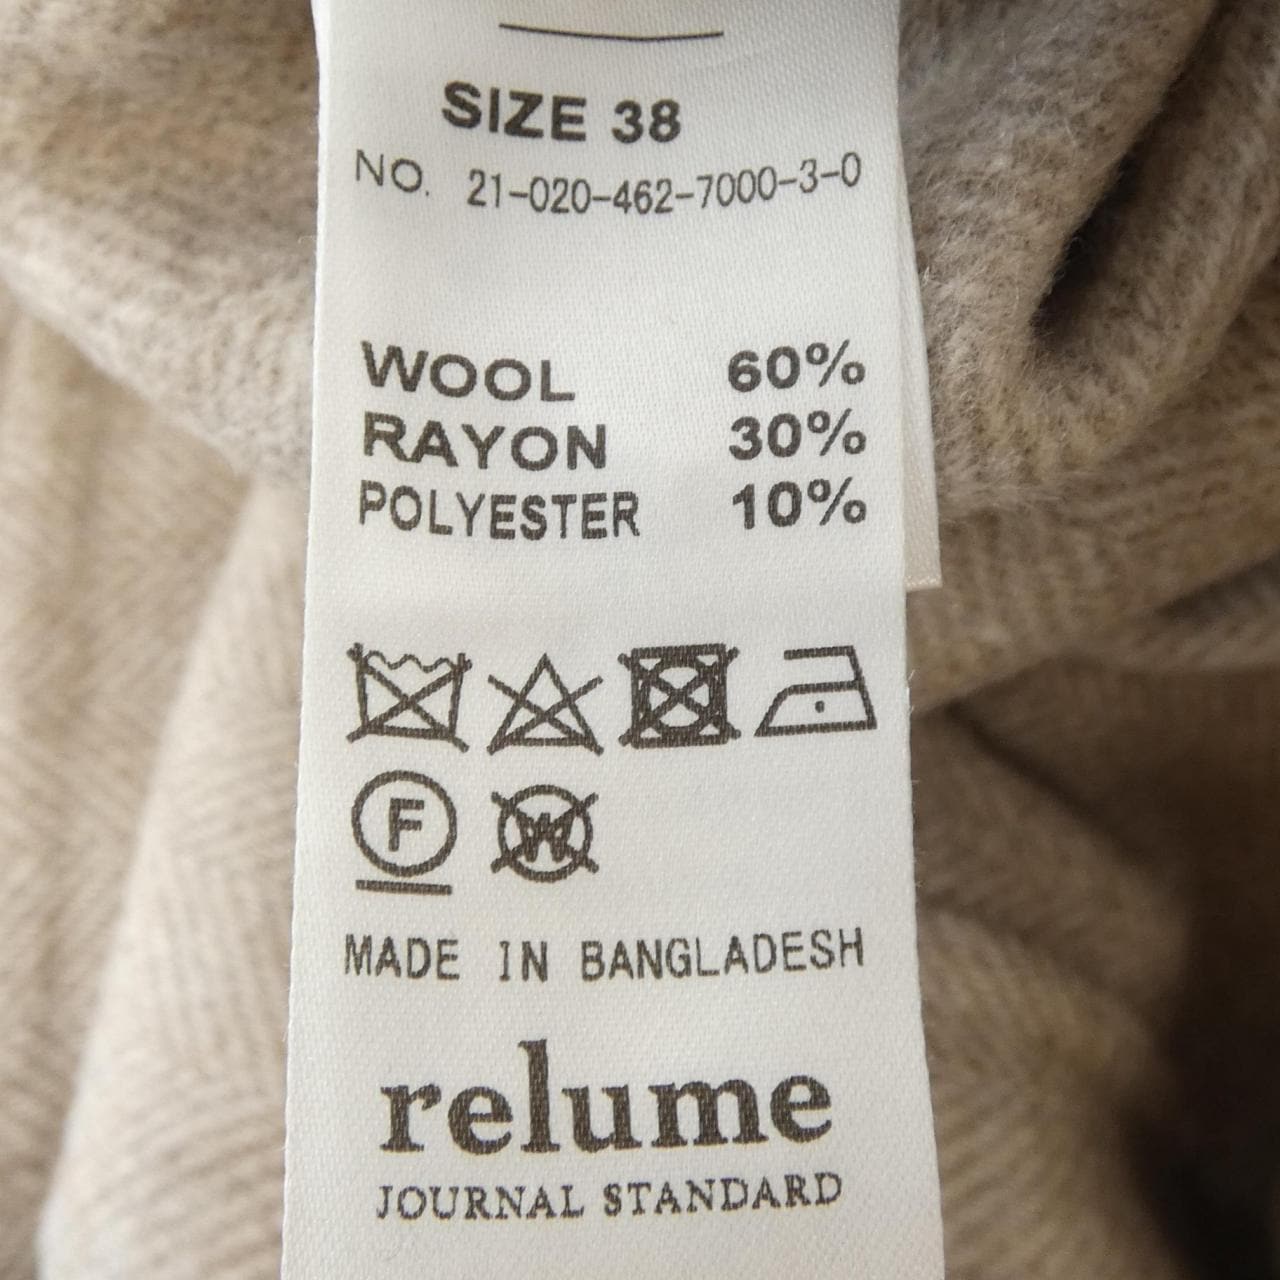 SIZE 38
NO. 21-020-462-7000-3-0
WOOL 60%
RAYON 30%
POLYESTER 10%
F W
MADE IN BANGLADESH
relume
JOURNAL STANDARD